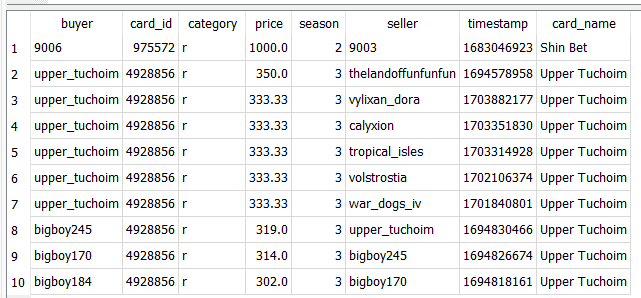 buyer card_id category price season seller timestamp card_name
1 9006 975572 r 1000.0 2 9003 1683046923 Shin Bet
2 upper_tuchoim 4928856 r 350.0 3 thelandoffunfunfun 1694578958 Upper Tuchoim
3 upper_tuchoim 4928856 r 333.33 3 vylixan_dora 1703882177 Upper Tuchoim
4 upper_tuchoim 4928856 r 333.33 3 calyxion 1703351830 Upper Tuchoim
5 upper_tuchoim 4928856 r 333.33 3 tropical_isles 1703314928 Upper Tuchoim
6 upper_tuchoim 4928856 r 333.33 3 volstrostia 1702106374 Upper Tuchoim
7 upper_tuchoim 4928856 r 333.33 3 war_dogs_iv 1701840801 Upper Tuchoim
8 bigboy245 4928856 r 319.0 3 upper_tuchoim 1694830466 Upper Tuchoim
9 bigboy170 4928856 r 314.0 3 bigboy245 1694826674 Upper Tuchoim
10 bigboy184 4928856 r 302.0 3 bigboy170 1694818161 Upper Tuchoim